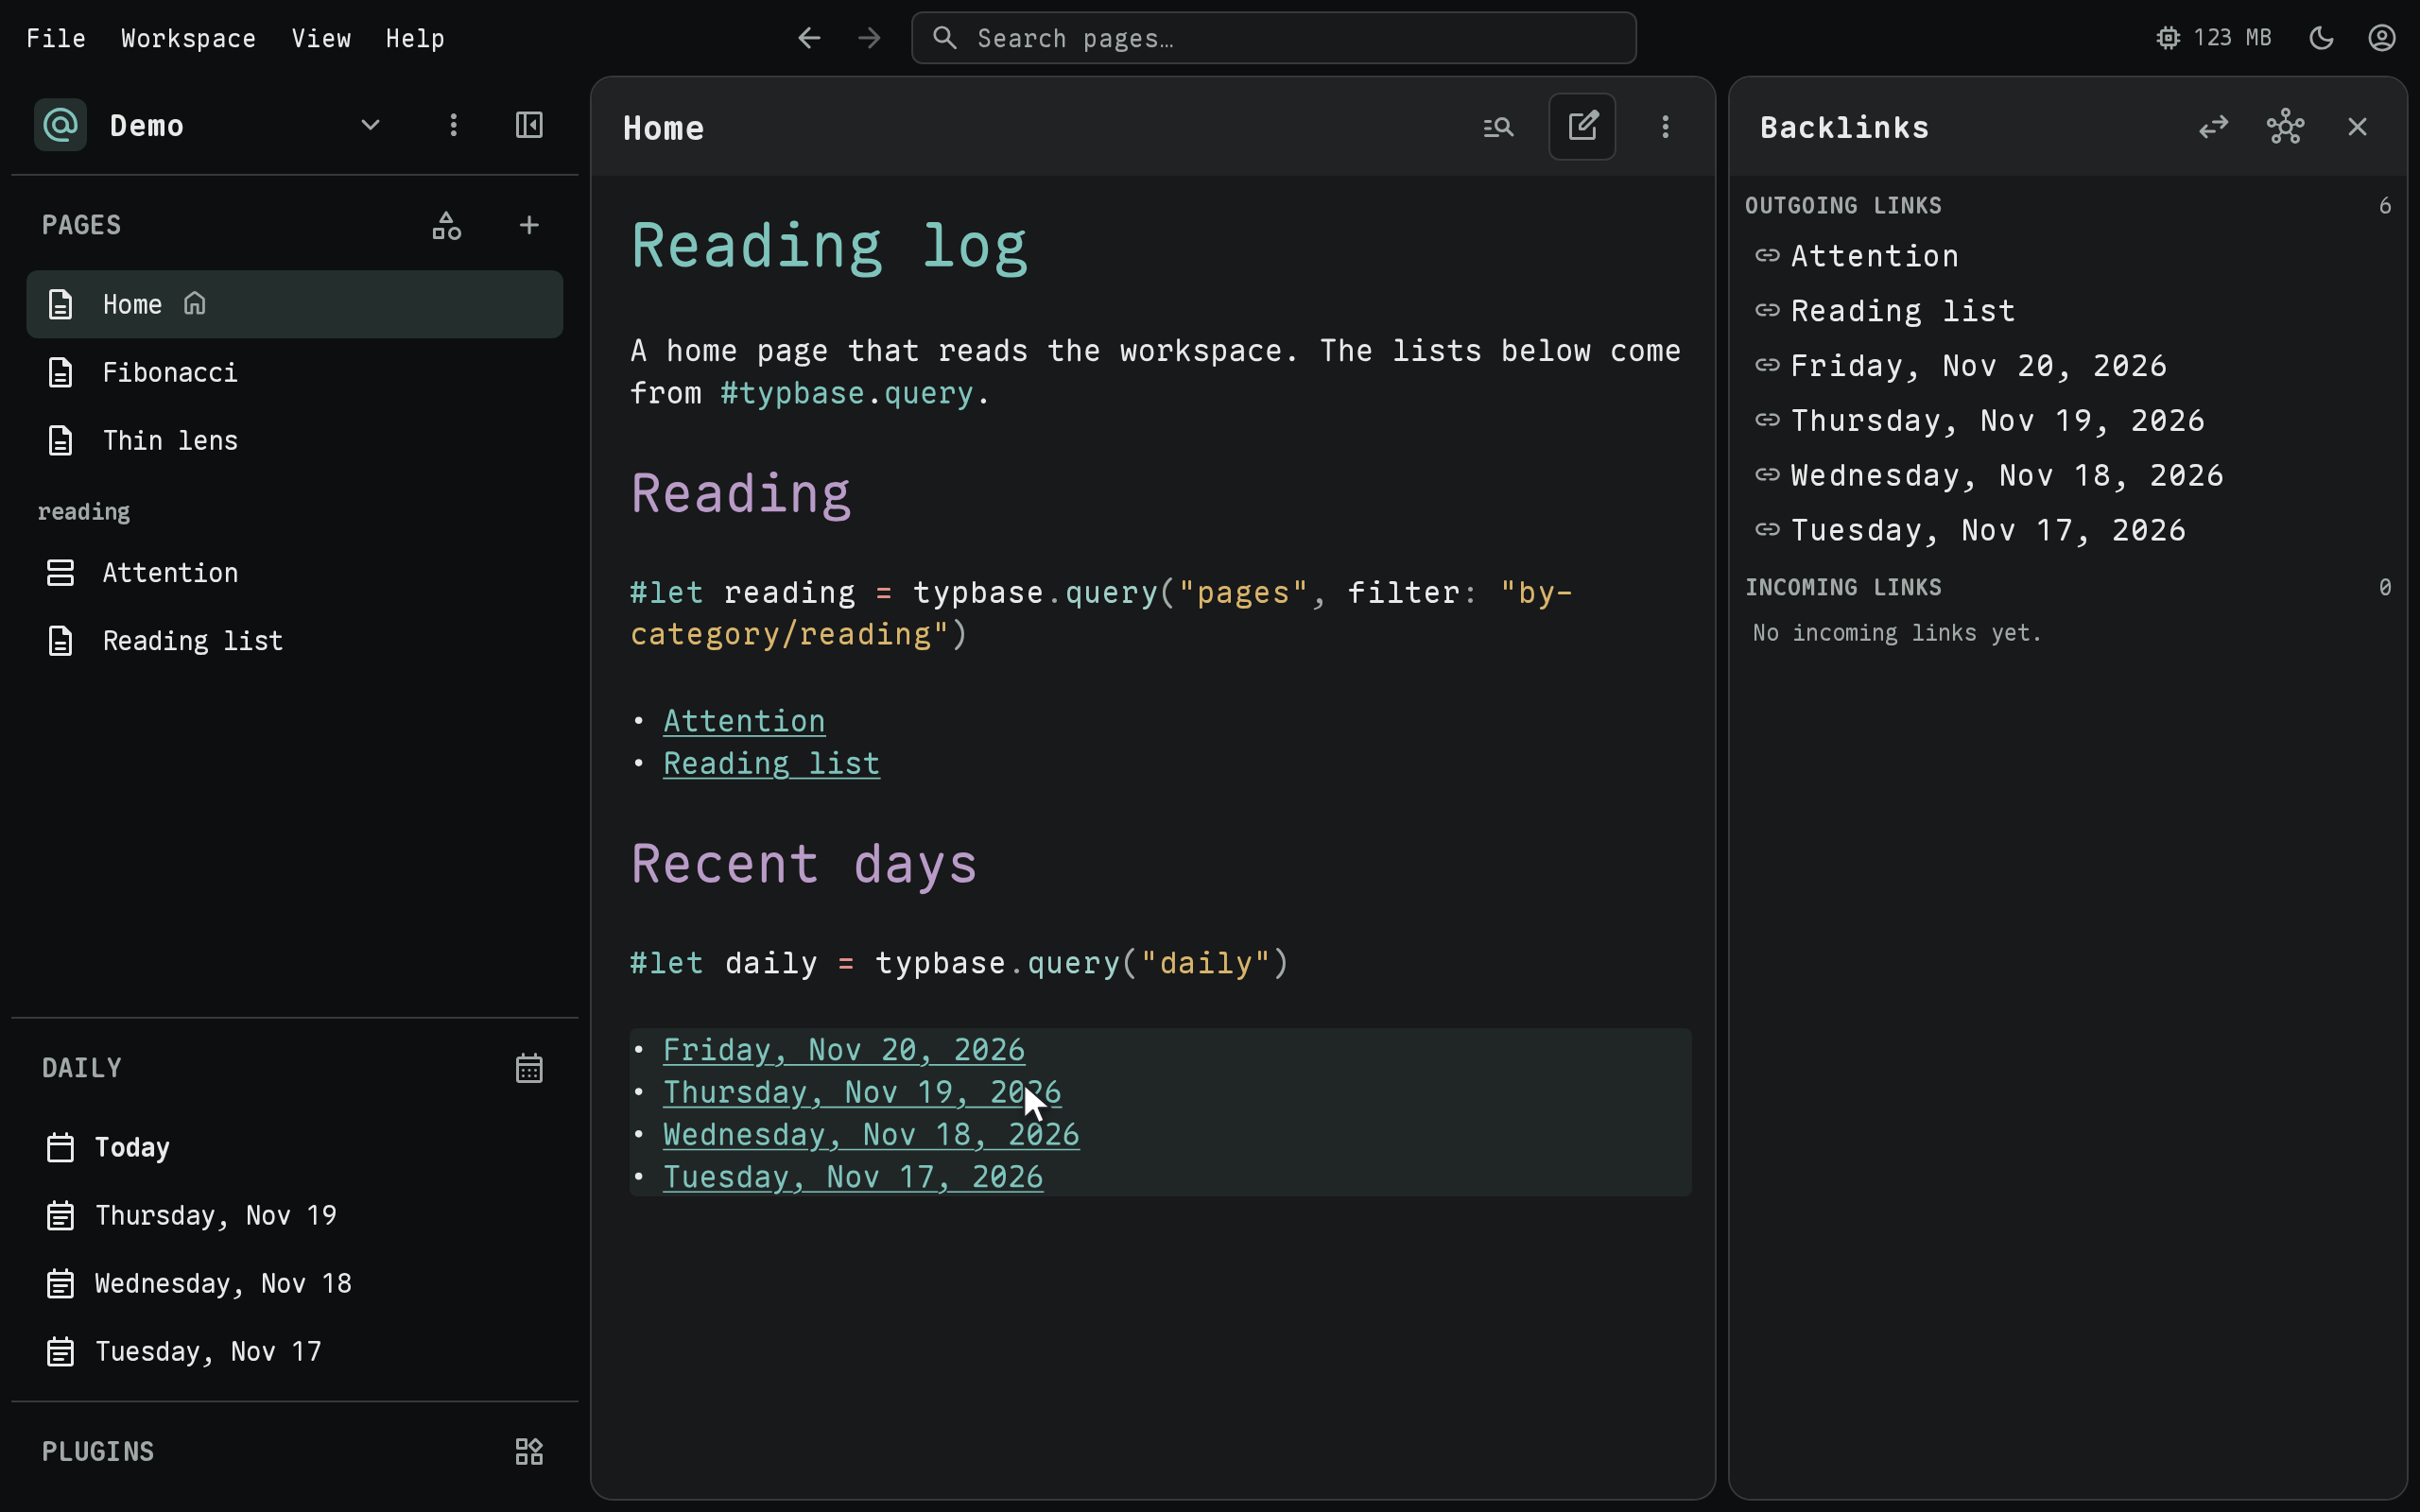 File Workspace View Help
Search pages…
123 MB
Demo
PAGES
Home
Fibonacci
Thin lens
reading
Attention
Reading list
DAILY
Today
Thursday, Nov 19
Wednesday, Nov 18
Tuesday, Nov 17
PLUGINS
Home
Reading log
A home page that reads the workspace. The lists below come
from #typbase.query.
Reading
#let reading = typbase.query("pages", filter: "by-
category/reading")
• Attention
• Reading list
Recent days
#let daily = typbase.query("daily")
• Friday, Nov 20, 2026
• Thursday, Nov 19, 2026
• Wednesday, Nov 18, 2026
• Tuesday, Nov 17, 2026
Backlinks
OUTGOING LINKS 6
Attention
Reading list
Friday, Nov 20, 2026
Thursday, Nov 19, 2026
Wednesday, Nov 18, 2026
Tuesday, Nov 17, 2026
INCOMING LINKS 0
No incoming links yet.